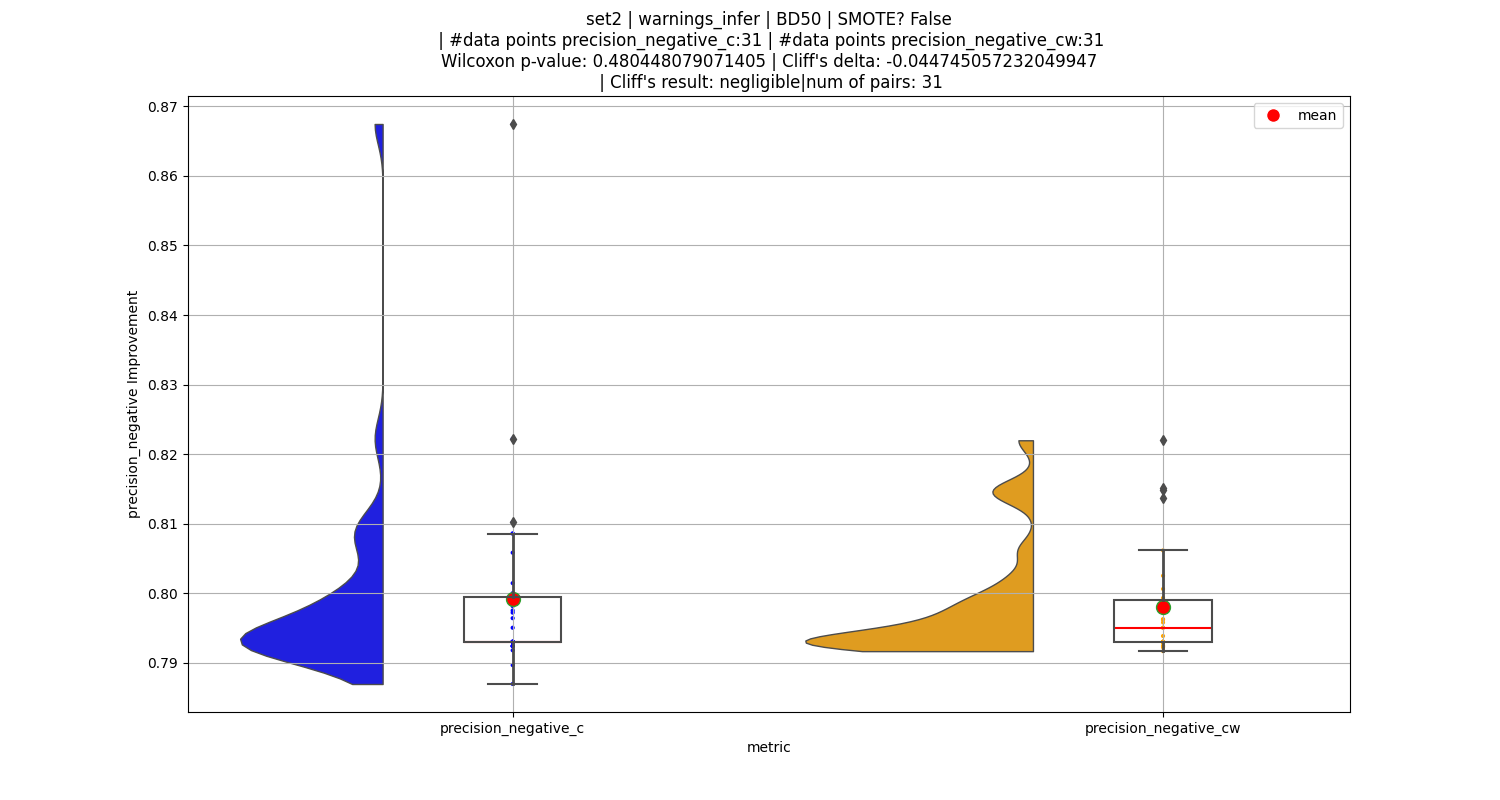 set2 | warnings_infer | BD50 | SMOTE? False
| #data points precision_negative_c:31 | #data points precision_negative_cw:31
Wilcoxon p-value: 0.480448079071405 | Cliff's delta: -0.044745057232049947
| Cliff's result: negligible|num of pairs: 31
mean
0.87
0.86
0.85
0.84
0.83
0.82
0.81
0.80
0.79
precision_negative Improvement
precision_negative_c
precision_negative_cw
metric